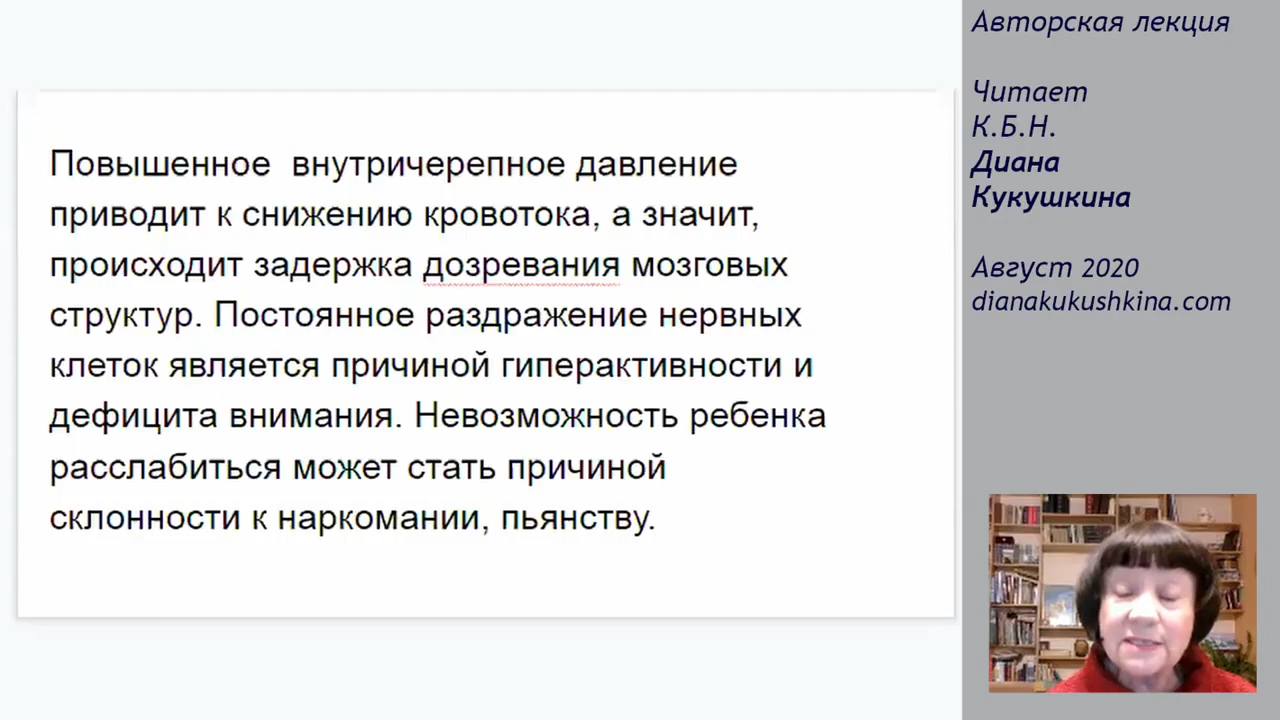 Повышенное внутричерепное давление
приводит к снижению кровотока, а значит,
происходит задержка дозревания мозговых
структур. Постоянное раздражение нервных
клеток является причиной гиперактивности и
дефицита внимания. Невозможность ребенка
расслабиться может стать причиной
склонности к наркомании, пьянству.
Авторская лекция
Читает
К.Б.Н.
Диана
Кукушкина
Август 2020
dianakukushkina.com